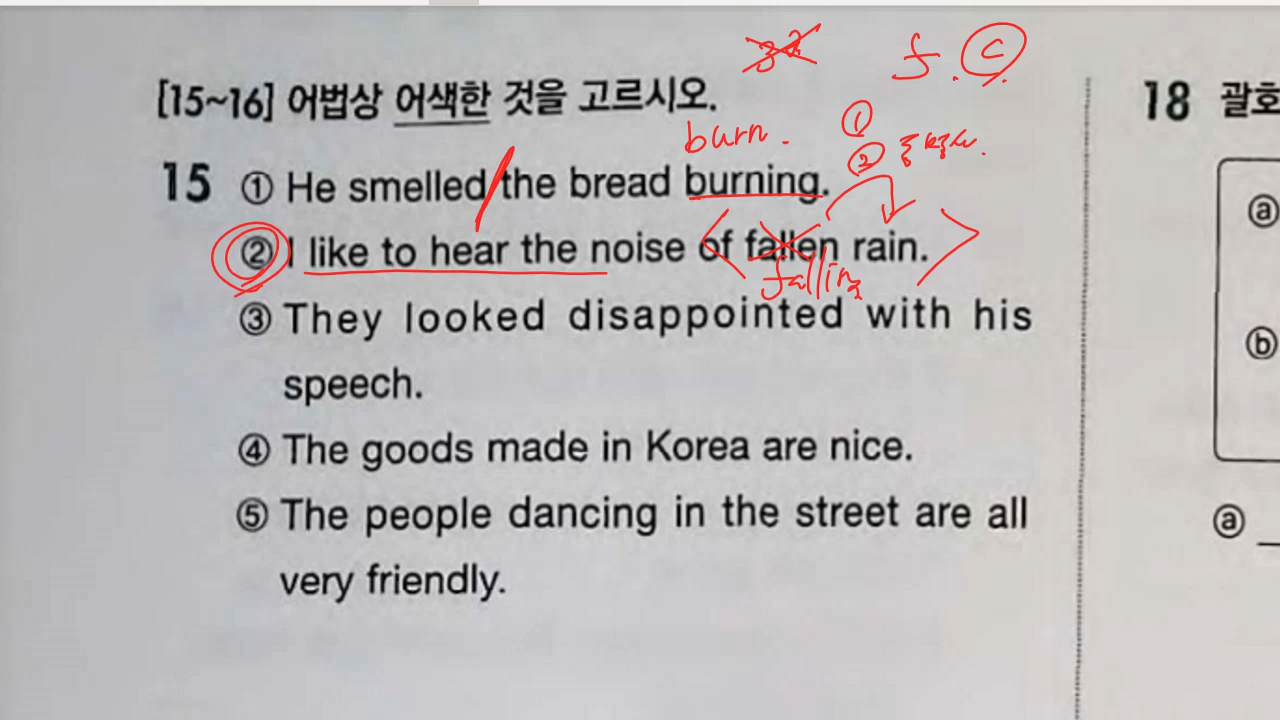 f. C
[15~16] 어법상 어색한 것을 고르시오.
18 괄호
burn.
①
②
15 ① He smelled the bread burning.
ⓐ
② I like to hear the noise of fallen rain.
falling
③ They looked disappointed with his
speech.
ⓑ
④ The goods made in Korea are nice.
⑤ The people dancing in the street are all
ⓐ
very friendly.